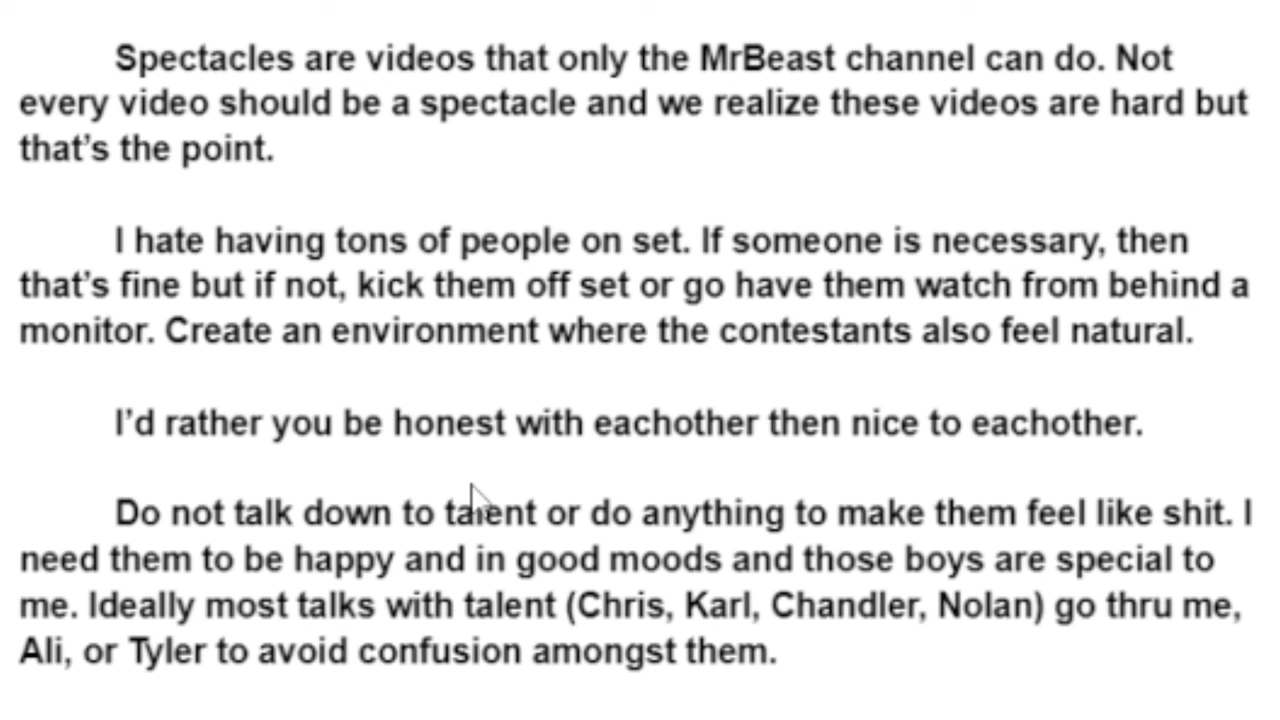 Spectacles are videos that only the MrBeast channel can do. Not
every video should be a spectacle and we realize these videos are hard but
that’s the point.
I hate having tons of people on set. If someone is necessary, then
that’s fine but if not, kick them off set or go have them watch from behind a
monitor. Create an environment where the contestants also feel natural.
I’d rather you be honest with eachother then nice to eachother.
Do not talk down to talent or do anything to make them feel like shit. I
need them to be happy and in good moods and those boys are special to
me. Ideally most talks with talent (Chris, Karl, Chandler, Nolan) go thru me,
Ali, or Tyler to avoid confusion amongst them.